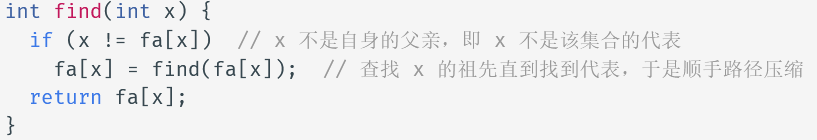 int find(int x) {
  if (x != fa[x])  // x 不是自身的父亲，即 x 不是该集合的代表
    fa[x] = find(fa[x]);  // 查找 x 的祖先直到找到代表，于是顺手路径压缩
  return fa[x];
}